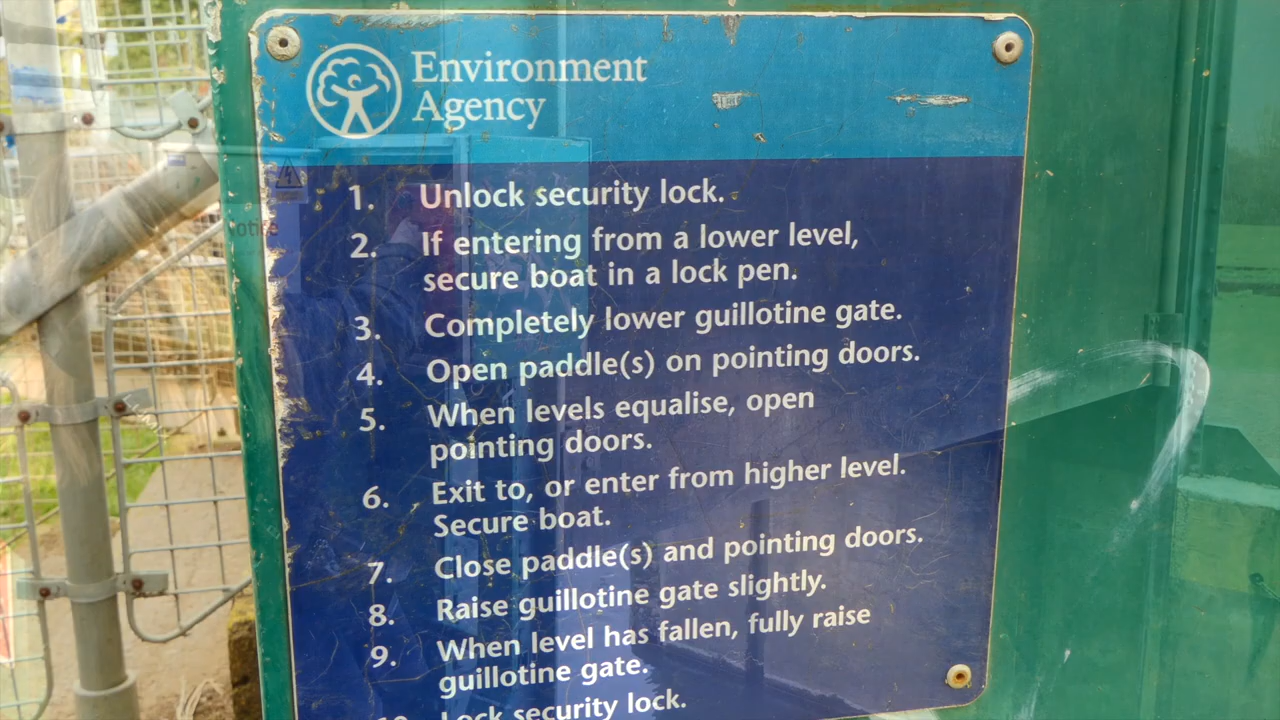 Environment
Agency
1. Unlock security lock.
2. If entering from a lower level,
secure boat in a lock pen.
3. Completely lower guillotine gate.
4. Open paddle(s) on pointing doors.
5. When levels equalise, open
pointing doors.
6. Exit to, or enter from higher level.
Secure boat.
7. Close paddle(s) and pointing doors.
8. Raise guillotine gate slightly.
9. When level has fallen, fully raise
guillotine gate.
10. Lock security lock.